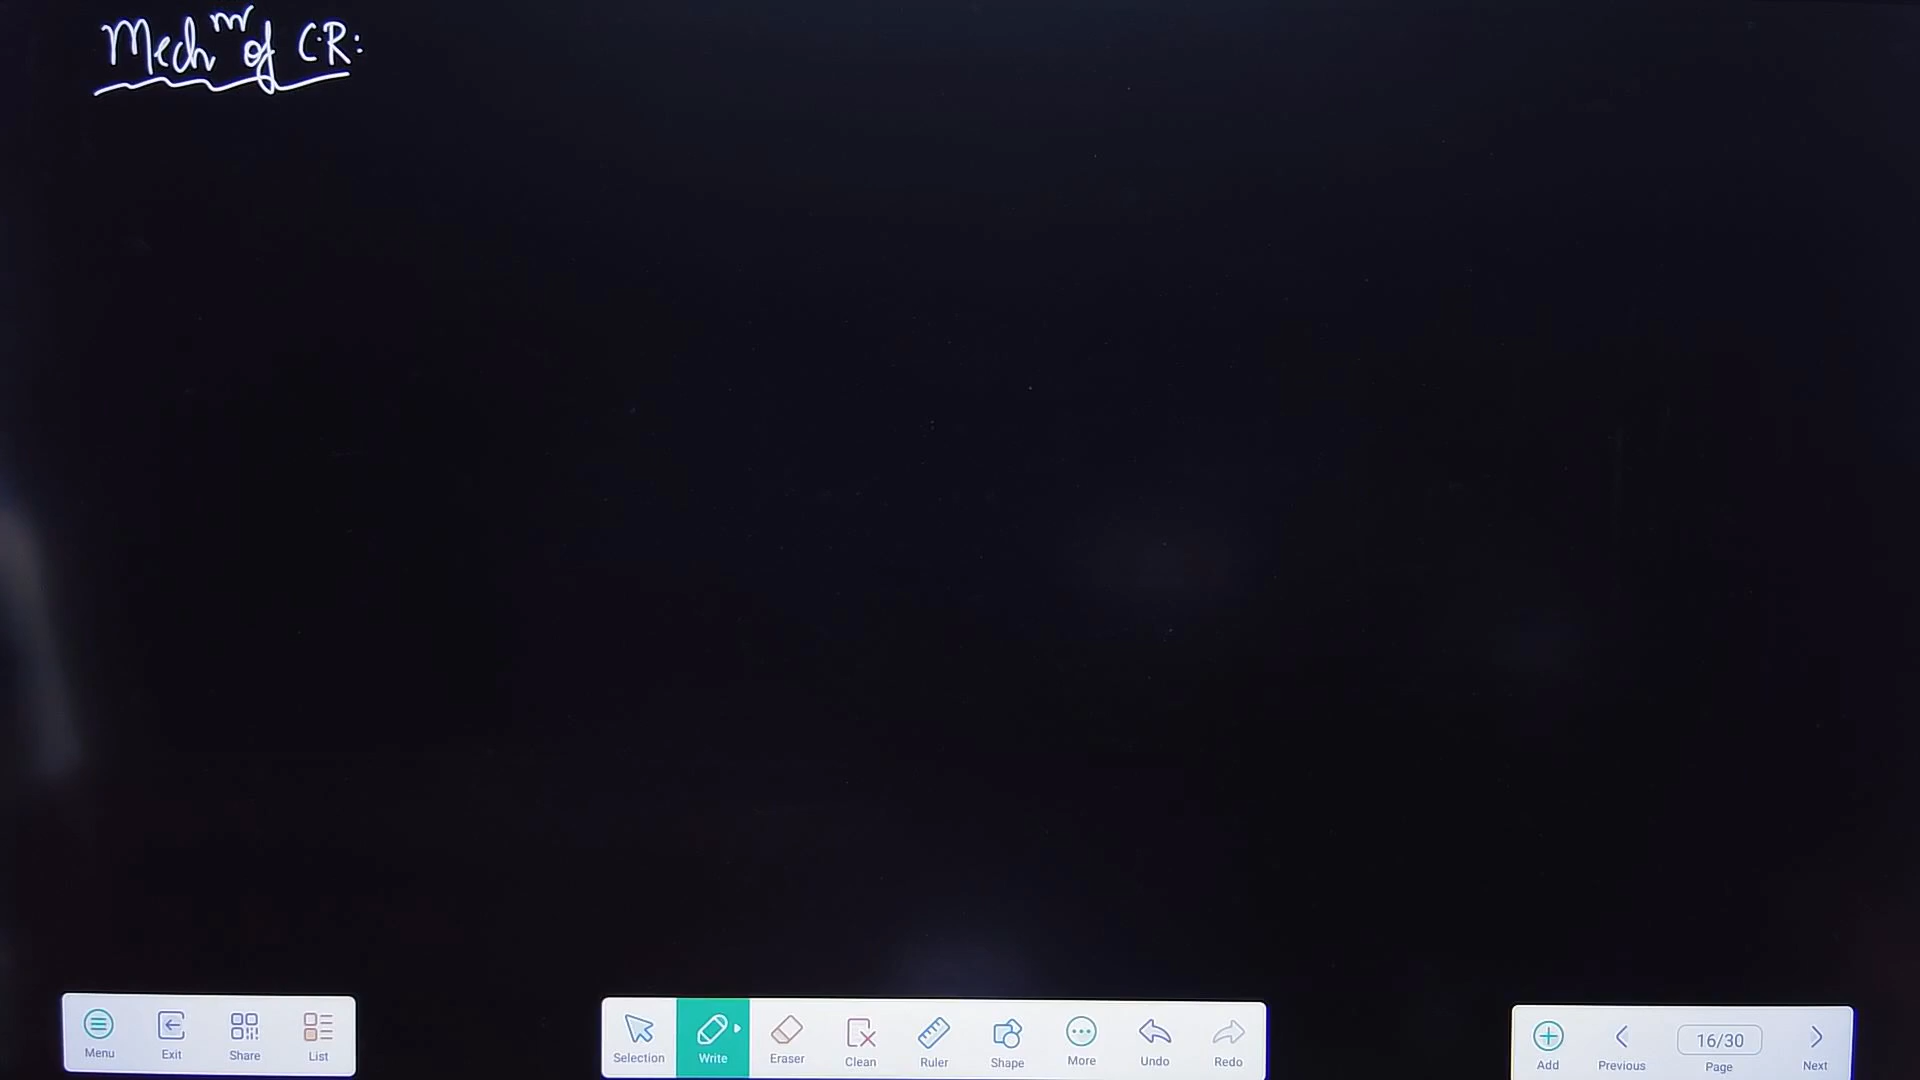 Mechᵐ of C.R:
Menu
Exit
Share
List
Selection
Write
Eraser
Clean
Ruler
Shape
More
Undo
Redo
Add
Previous
16/30
Page
Next